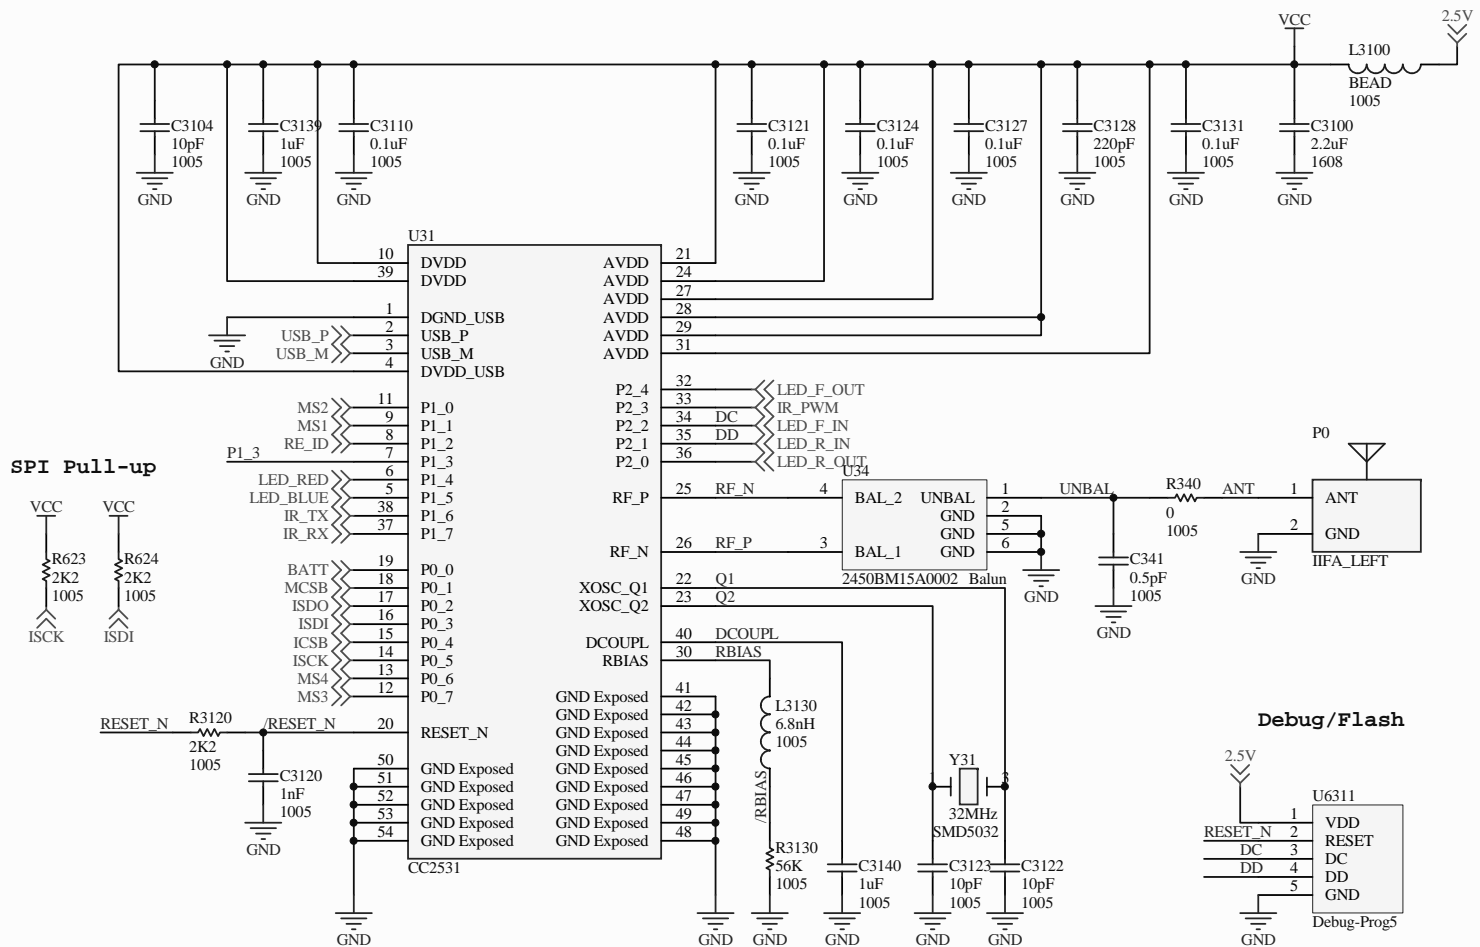 VCC
2.5V
L3100
BEAD
1005
C3104
10pF
1005
GND
C3139
1uF
1005
GND
C3110
0.1uF
1005
GND
C3121
0.1uF
1005
GND
C3124
0.1uF
1005
GND
C3127
0.1uF
1005
GND
C3128
220pF
1005
GND
C3131
0.1uF
1005
GND
C3100
2.2uF
1608
GND
U31
10 DVDD
39 DVDD
1 DGND_USB
GND
USB_P 2 USB_P
USB_M 3 USB_M
4 DVDD_USB
MS2 11 P1_0
MS1 9 P1_1
RE_ID 8 P1_2
P1_3 7 P1_3
LED_RED 6 P1_4
LED_BLUE 5 P1_5
IR_TX 38 P1_6
IR_RX 37 P1_7
BATT 19 P0_0
MCSB 18 P0_1
ISDO 17 P0_2
ISDI 16 P0_3
ICSB 15 P0_4
ISCK 14 P0_5
MS4 13 P0_6
MS3 12 P0_7
RESET_N
R3120
2K2
1005
/RESET_N 20 RESET_N
C3120
1nF
1005
GND
50 GND Exposed
51 GND Exposed
52 GND Exposed
53 GND Exposed
54 GND Exposed
GND
CC2531
AVDD 21
AVDD 24
AVDD 27
AVDD 28
AVDD 29
AVDD 31
P2_4 32 LED_F_OUT
P2_3 33 IR_PWM
P2_2 34 DC LED_F_IN
P2_1 35 DD LED_R_IN
P2_0 36 LED_R_OUT
RF_P 25 RF_N
RF_N 26 RF_P
XOSC_Q1 22 Q1
XOSC_Q2 23 Q2
DCOUPL 40 DCOUPL
RBIAS 30 RBIAS
GND Exposed 41
GND Exposed 42
GND Exposed 43
GND Exposed 44
GND Exposed 45
GND Exposed 46
GND Exposed 47
GND Exposed 49
GND Exposed 48
GND
SPI Pull-up
VCC
R623
2K2
1005
ISCK
VCC
R624
2K2
1005
ISDI
U34
4 BAL_2 UNBAL 1
GND 2
GND 5
3 BAL_1 GND 6
2450BM15A0002 Balun
GND
UNBAL
C341
0.5pF
1005
GND
R340
0
1005
ANT
P0
1 ANT
2 GND
IIFA_LEFT
GND
L3130
6.8nH
1005
/RBIAS
R3130
56K
1005
GND
C3140
1uF
1005
GND
Y31
1 3
32MHz
SMD5032
C3123
10pF
1005
GND
C3122
10pF
1005
GND
Debug/Flash
2.5V
U6311
1 VDD
RESET_N 2 RESET
DC 3 DC
DD 4 DD
5 GND
Debug-Prog5
GND